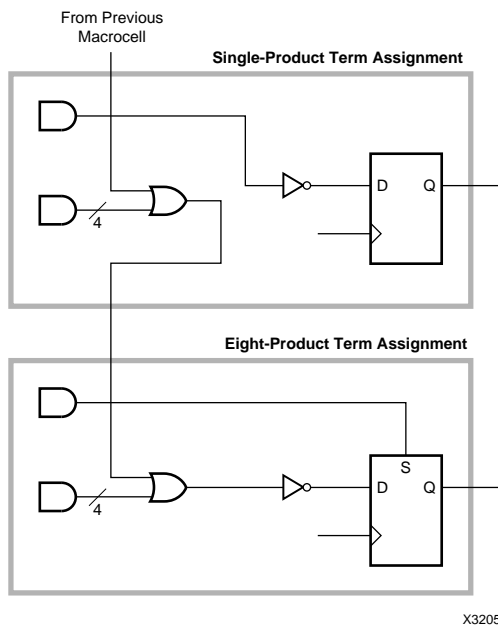 From Previous
Macrocell
Single-Product Term Assignment
D Q
4
Eight-Product Term Assignment
S
D Q
4
X3205